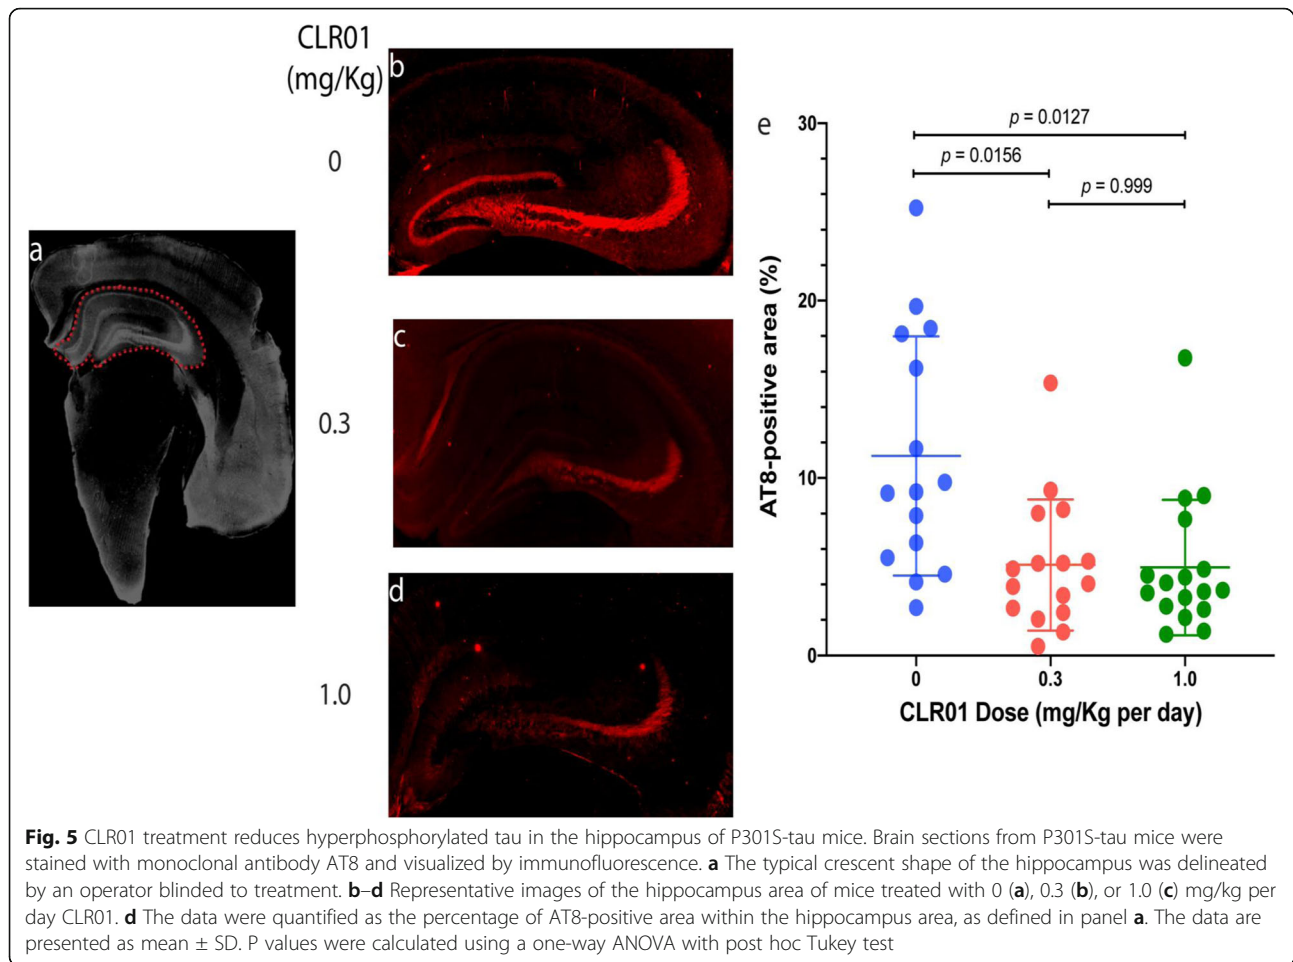 CLR01
(mg/Kg)
0
0.3
1.0
a
b
c
d
e
p = 0.0127
p = 0.0156
p = 0.999
AT8-positive area (%)
30
20
10
0
0 0.3 1.0
CLR01 Dose (mg/Kg per day)
Fig. 5 CLR01 treatment reduces hyperphosphorylated tau in the hippocampus of P301S-tau mice. Brain sections from P301S-tau mice were
stained with monoclonal antibody AT8 and visualized by immunofluorescence. a The typical crescent shape of the hippocampus was delineated
by an operator blinded to treatment. b–d Representative images of the hippocampus area of mice treated with 0 (a), 0.3 (b), or 1.0 (c) mg/kg per
day CLR01. d The data were quantified as the percentage of AT8-positive area within the hippocampus area, as defined in panel a. The data are
presented as mean ± SD. P values were calculated using a one-way ANOVA with post hoc Tukey test